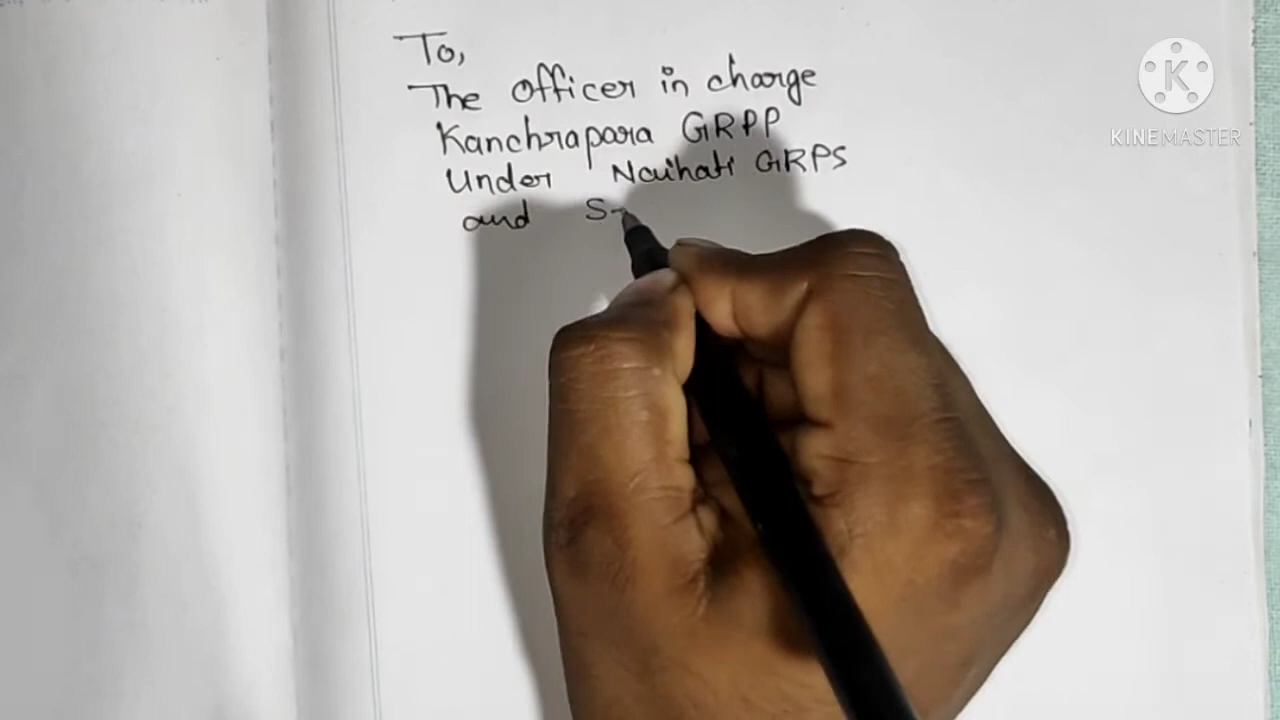 To,
The officer in charge
Kanchrapara GRPP
Under Naihati GRPS
and
K
KINEMASTER